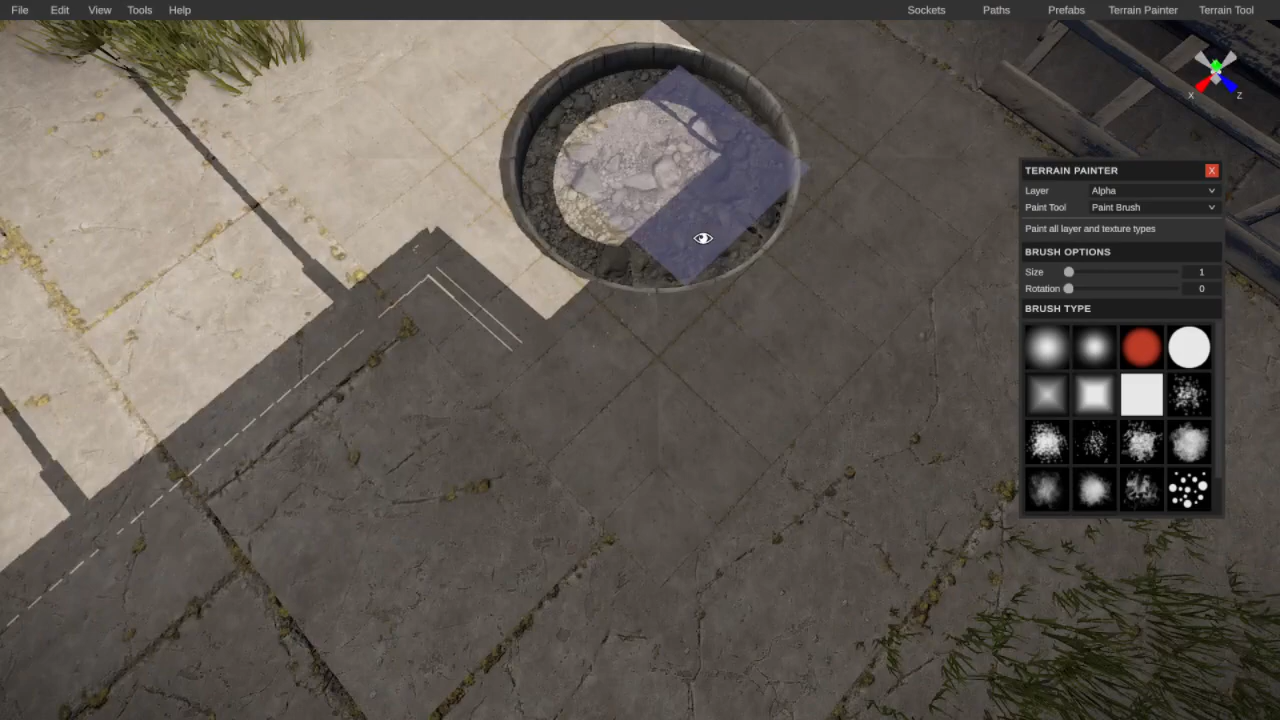 File Edit View Tools Help Sockets Paths Prefabs Terrain Painter Terrain Tool
X Z
TERRAIN PAINTER X
Layer Alpha
Paint Tool Paint Brush
Paint all layer and texture types
BRUSH OPTIONS
Size 1
Rotation 0
BRUSH TYPE